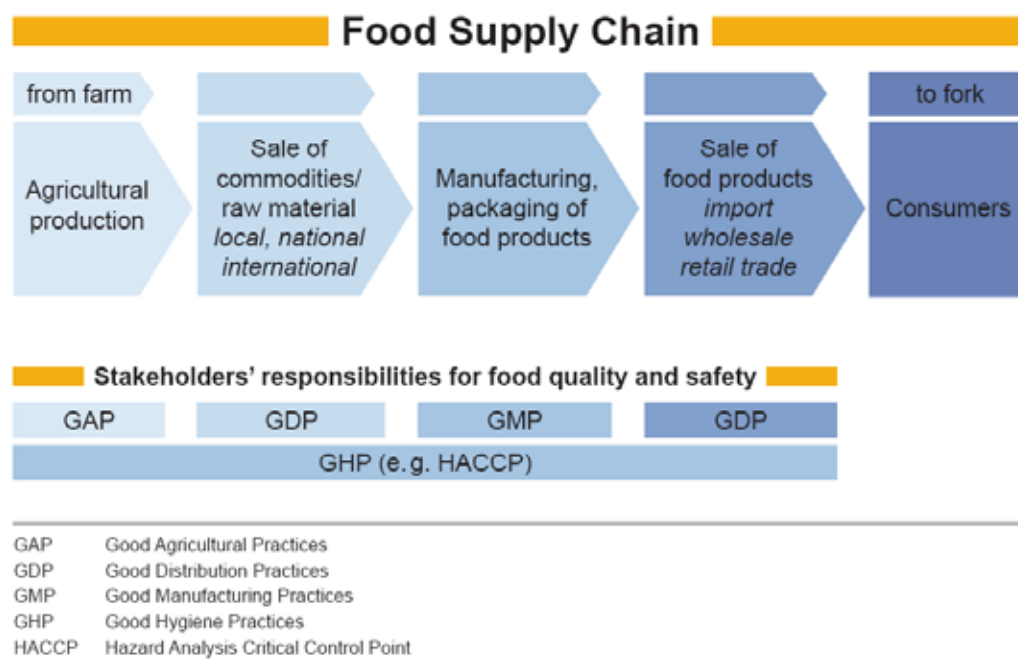 Food Supply Chain
from farm
to fork
Agricultural
production
Sale of
commodities/
raw material
local, national
international
Manufacturing,
packaging of
food products
Sale of
food products
import
wholesale
retail trade
Consumers
Stakeholders’ responsibilities for food quality and safety
GAP
GDP
GMP
GDP
GHP (e. g. HACCP)
GAP Good Agricultural Practices
GDP Good Distribution Practices
GMP Good Manufacturing Practices
GHP Good Hygiene Practices
HACCP Hazard Analysis Critical Control Point